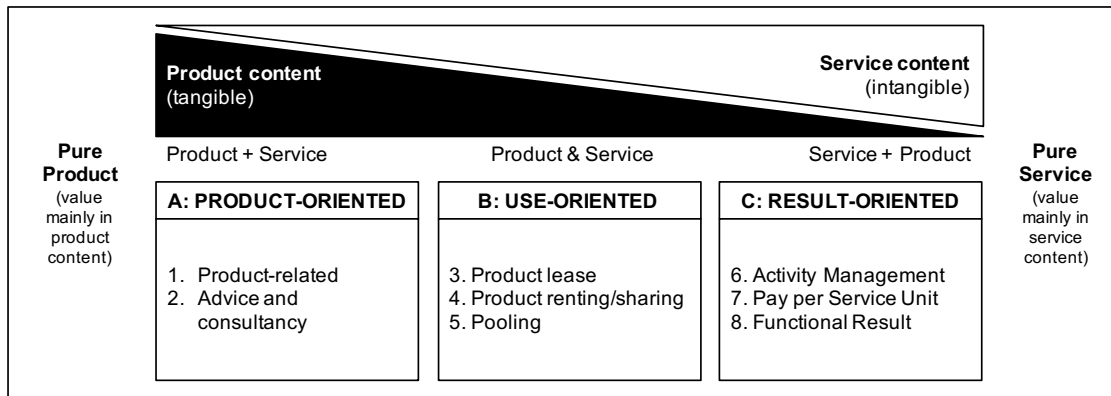 Product content
(tangible)
Service content
(intangible)
Pure
Product
(value
mainly in
product
content)
Product + Service
Product & Service
Service + Product
Pure
Service
(value
mainly in
service
content)
A: PRODUCT-ORIENTED
1. Product-related
2. Advice and
consultancy
B: USE-ORIENTED
3. Product lease
4. Product renting/sharing
5. Pooling
C: RESULT-ORIENTED
6. Activity Management
7. Pay per Service Unit
8. Functional Result